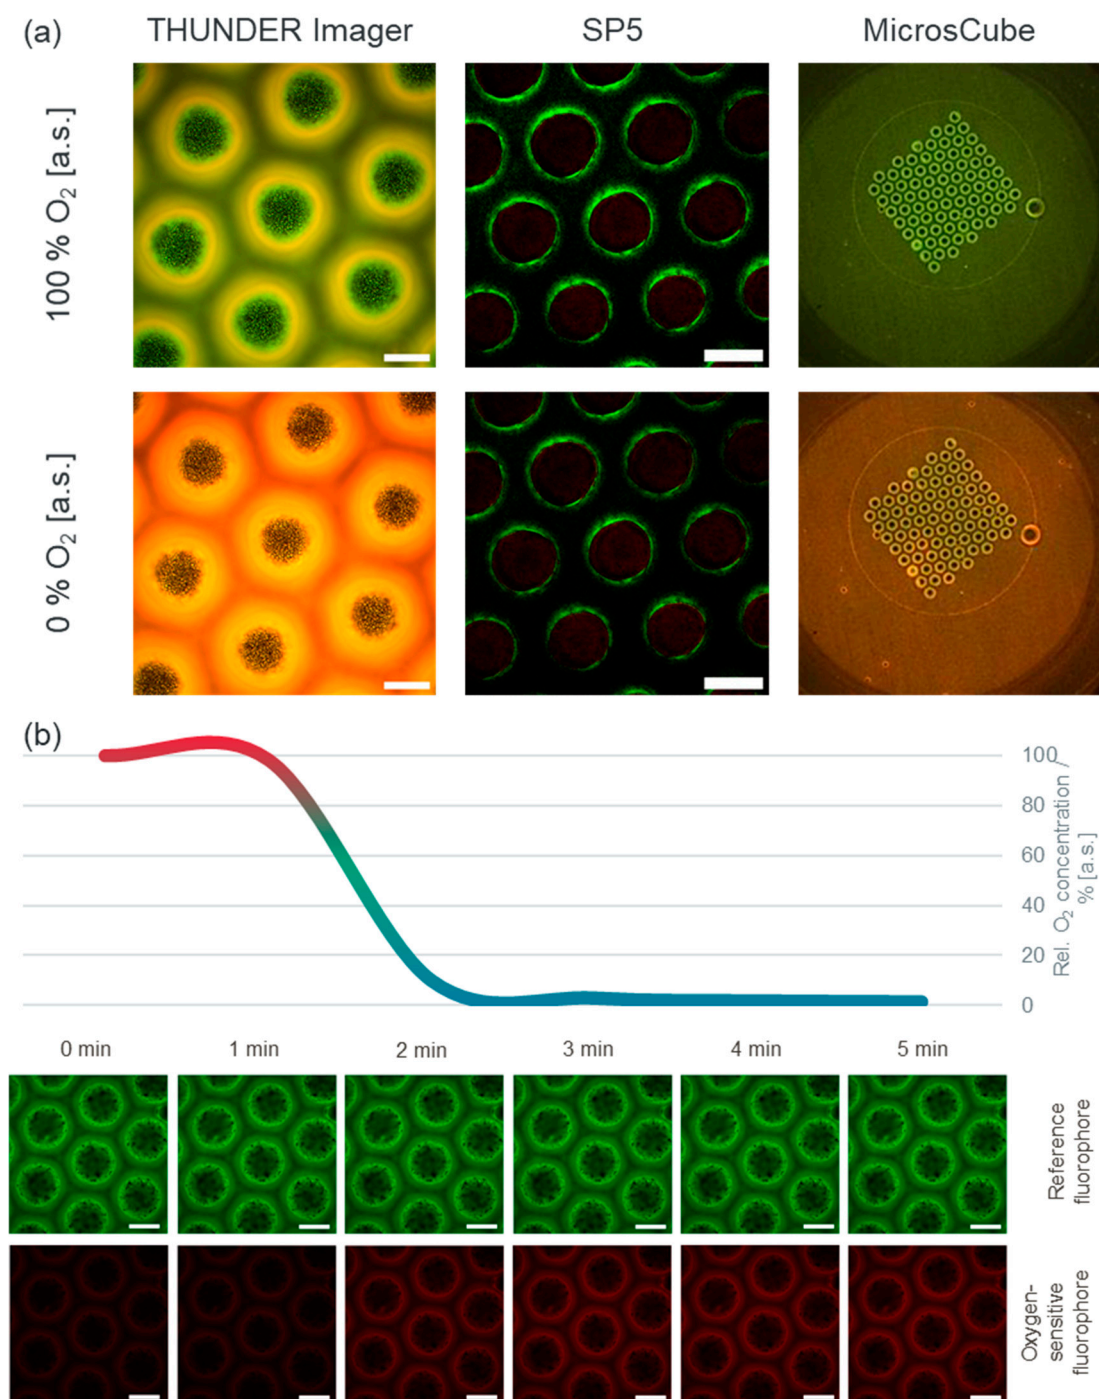 (a)
THUNDER Imager
SP5
MicrosCube
100 % O₂ [a.s.]
0 % O₂ [a.s.]
(b)
100
80
60
40
20
0
Rel. O₂ concentration /
% [a.s.]
0 min
1 min
2 min
3 min
4 min
5 min
Reference
fluorophore
Oxygen-
sensitive
fluorophore